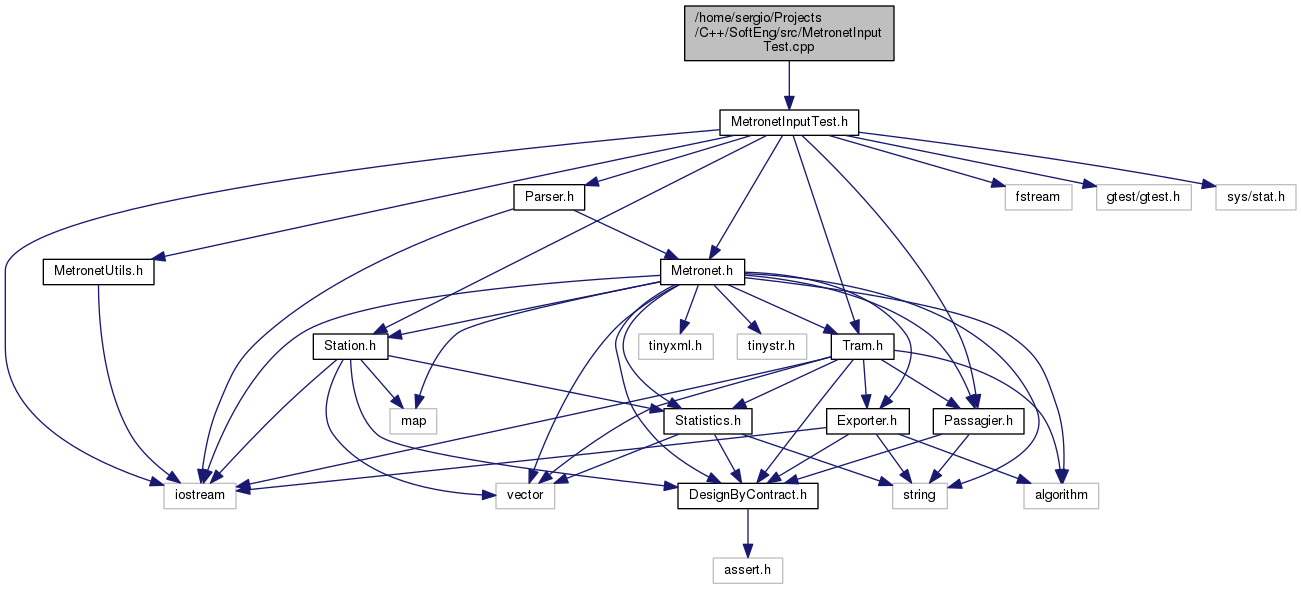 /home/sergio/Projects
/C++/SoftEng/src/MetronetInput
Test.cpp
MetronetInputTest.h
Parser.h
fstream
gtest/gtest.h
sys/stat.h
MetronetUtils.h
Metronet.h
Station.h
tinyxml.h
tinystr.h
Tram.h
map
Statistics.h
Exporter.h
Passagier.h
iostream
vector
DesignByContract.h
string
algorithm
assert.h